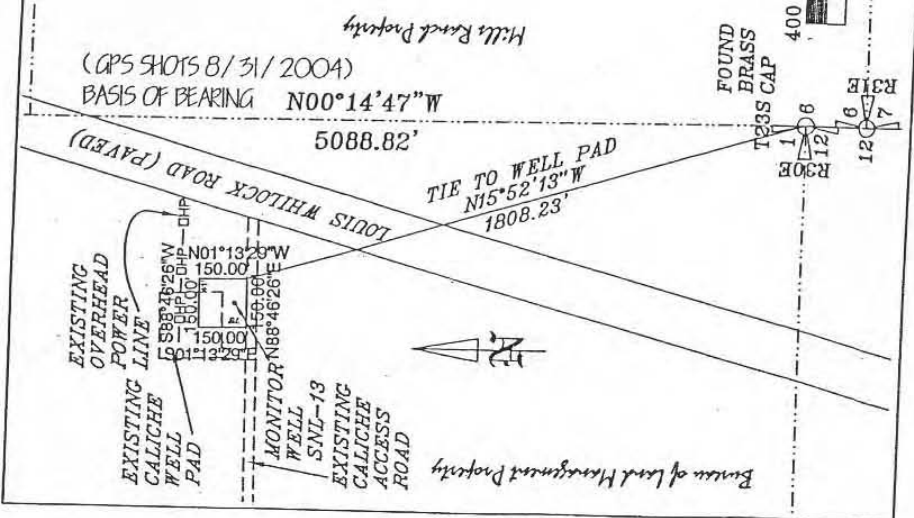 Mills Ranch Property
(GPS SHOTS 8/31/2004)
BASIS OF BEARING N00°14'47"W
5088.82'
FOUND
BRASS
CAP
T23S
400
1 6
12
R30E
6
12 7
R31E
LOUIS WHILOCK ROAD (PAVED)
TIE TO WELL PAD
N15°52'13"W
1808.23'
EXISTING
OVERHEAD
POWER
LINE
OHP OHP OHP OHP
N01°13'29"W
150.00'
S88°46'26"W
150.00'
150.00'
N88°46'26"E
150.00'
S01°13'29"E
EXISTING
CALICHE
WELL
PAD
MONITOR
WELL
SNL-13
EXISTING
CALICHE
ACCESS
ROAD
N
Bureau of Land Management Property